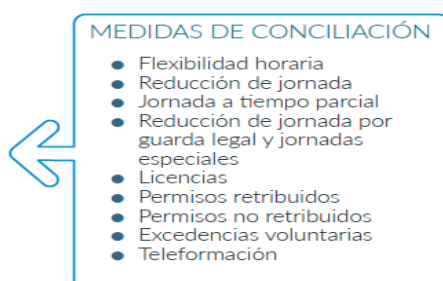 MEDIDAS DE CONCILIACIÓN
● Flexibilidad horaria
● Reducción de jornada
● Jornada a tiempo parcial
● Reducción de jornada por
guarda legal y jornadas
especiales
● Licencias
● Permisos retribuidos
● Permisos no retribuidos
● Excedencias voluntarias
● Teleformación